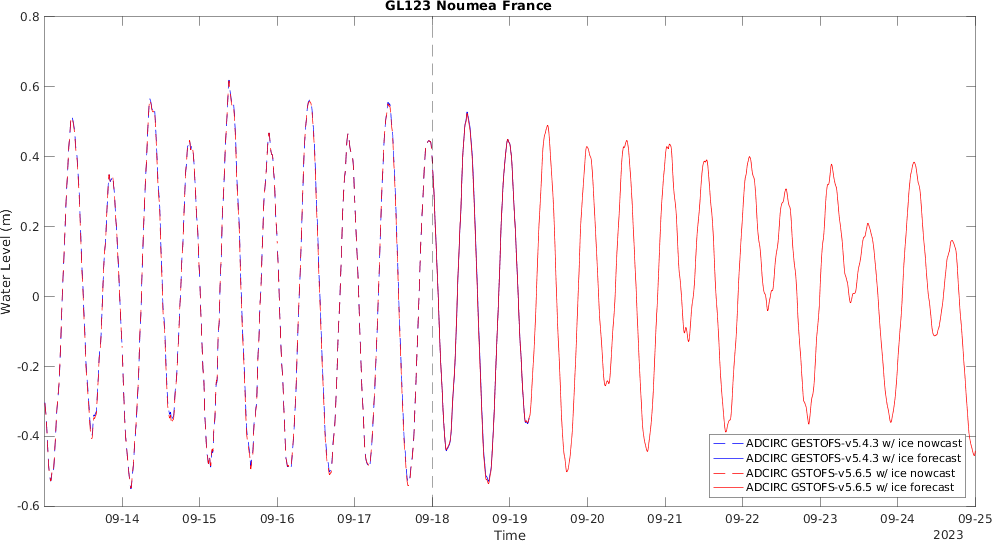 GL123 Noumea France
0.8
0.6
0.4
0.2
0
-0.2
-0.4
-0.6
Water Level (m)
ADCIRC GESTOFS-v5.4.3 w/ ice nowcast
ADCIRC GESTOFS-v5.4.3 w/ ice forecast
ADCIRC GSTOFS-v5.6.5 w/ ice nowcast
ADCIRC GSTOFS-v5.6.5 w/ ice forecast
09-14 09-15 09-16 09-17 09-18 09-19 09-20 09-21 09-22 09-23 09-24 09-25
Time
2023